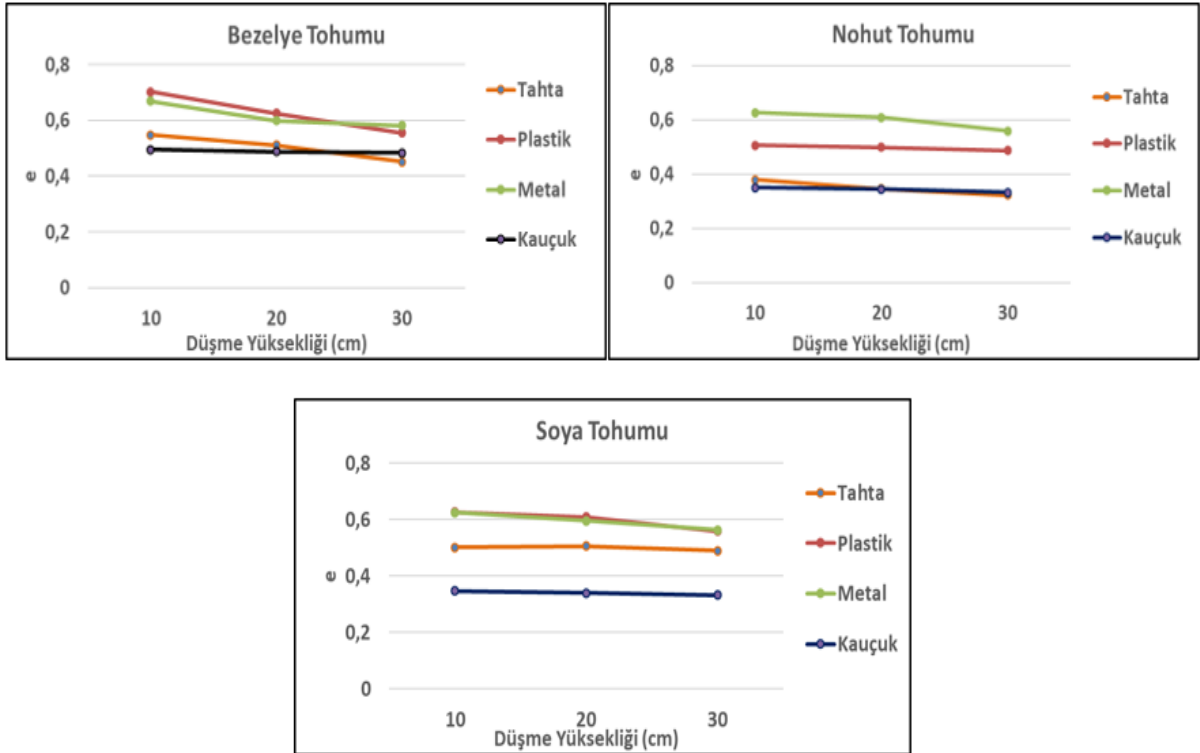 Bezelye Tohumu
0,8
0,6
0,4
0,2
0
e
10 20 30
Düşme Yüksekliği (cm)
Tahta
Plastik
Metal
Kauçuk
Nohut Tohumu
0,8
0,6
0,4
0,2
0
e
10 20 30
Düşme Yüksekliği (cm)
Tahta
Plastik
Metal
Kauçuk
Soya Tohumu
0,8
0,6
0,4
0,2
0
e
10 20 30
Düşme Yüksekliği (cm)
Tahta
Plastik
Metal
Kauçuk